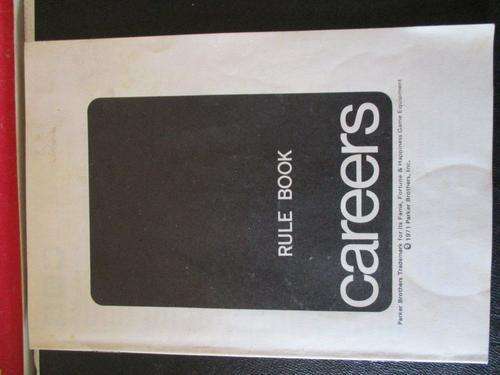 RULE BOOK
careers
Parker Brothers Trademark for Its Fame, Fortune & Happiness Game Equipment
© 1971 Parker Brothers, Inc.